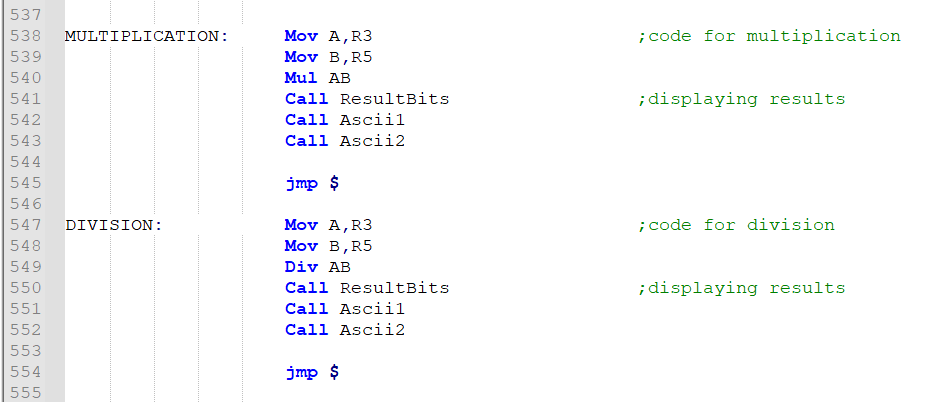 537
538 MULTIPLICATION: Mov A,R3 ;code for multiplication
539 Mov B,R5
540 Mul AB
541 Call ResultBits ;displaying results
542 Call Ascii1
543 Call Ascii2
544
545 jmp $
546
547 DIVISION: Mov A,R3 ;code for division
548 Mov B,R5
549 Div AB
550 Call ResultBits ;displaying results
551 Call Ascii1
552 Call Ascii2
553
554 jmp $
555